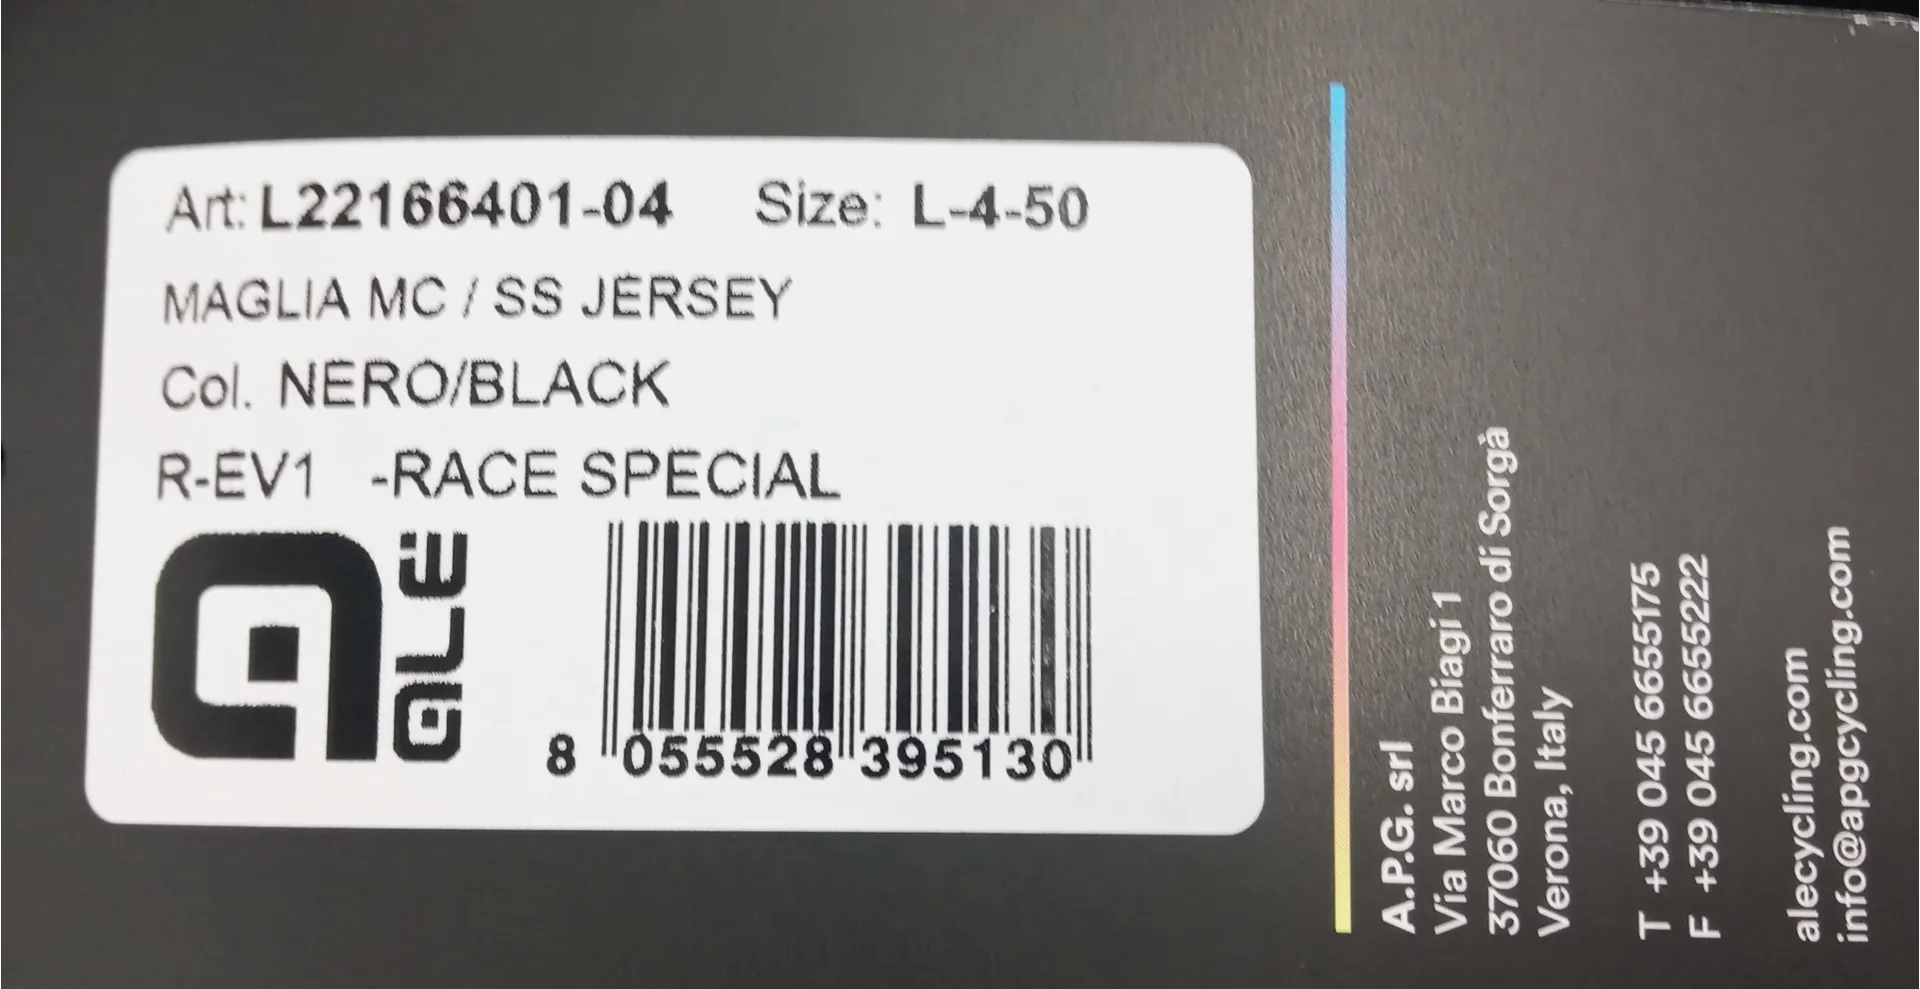 Art: L22166401-04 Size: L-4-50
MAGLIA MC / SS JERSEY
Col. NERO/BLACK
R-EV1 -RACE SPECIAL
ALÉ
8 055528 395130
A.P.G. srl
Via Marco Biagi 1
37060 Bonferraro di Sorgà
Verona, Italy
T +39 045 6655175
F +39 045 6655222
alecycling.com
info@apgcycling.com